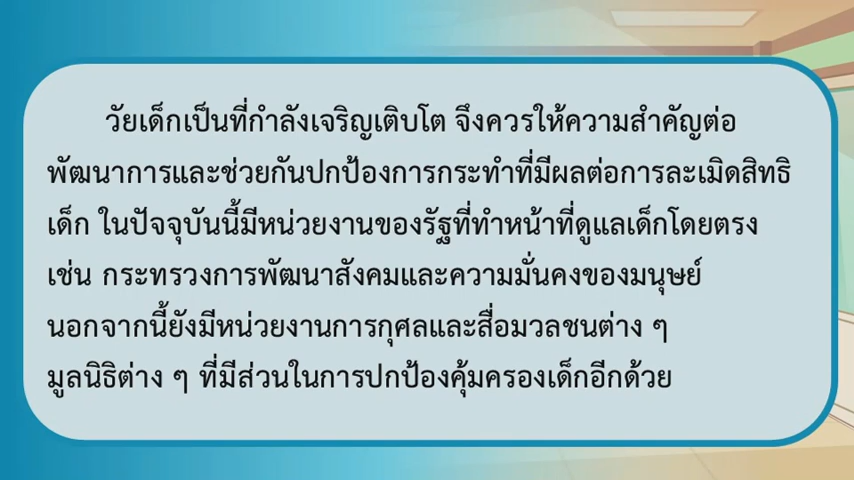 วัยเด็กเป็นที่กำลังเจริญเติบโต จึงควรให้ความสำคัญต่อ
พัฒนาการและช่วยกันปกป้องการกระทำที่มีผลต่อการละเมิดสิทธิ
เด็ก ในปัจจุบันนี้มีหน่วยงานของรัฐที่ทำหน้าที่ดูแลเด็กโดยตรง
เช่น กระทรวงการพัฒนาสังคมและความมั่นคงของมนุษย์
นอกจากนี้ยังมีหน่วยงานการกุศลและสื่อมวลชนต่าง ๆ
มูลนิธิต่าง ๆ ที่มีส่วนในการปกป้องคุ้มครองเด็กอีกด้วย